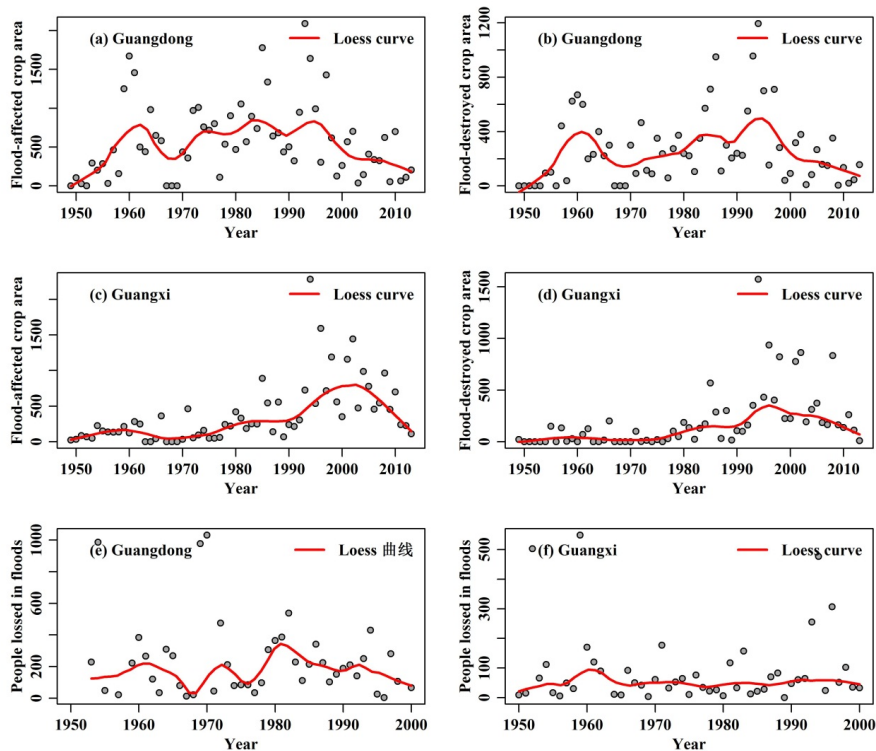 (a) Guangdong
Loess curve
Flood-affected crop area
0 500 1500
1950 1960 1970 1980 1990 2000 2010
Year
(b) Guangdong
Loess curve
Flood-destroyed crop area
0 400 800 1200
1950 1960 1970 1980 1990 2000 2010
Year
(c) Guangxi
Loess curve
Flood-affected crop area
0 500 1500
1950 1960 1970 1980 1990 2000 2010
Year
(d) Guangxi
Loess curve
Flood-destroyed crop area
0 500 1000 1500
1950 1960 1970 1980 1990 2000 2010
Year
(e) Guangdong
Loess 曲线
People lossed in floods
0 200 600 1000
1950 1960 1970 1980 1990 2000
Year
(f) Guangxi
Loess curve
People lossed in floods
0 100 300 500
1950 1960 1970 1980 1990 2000
Year